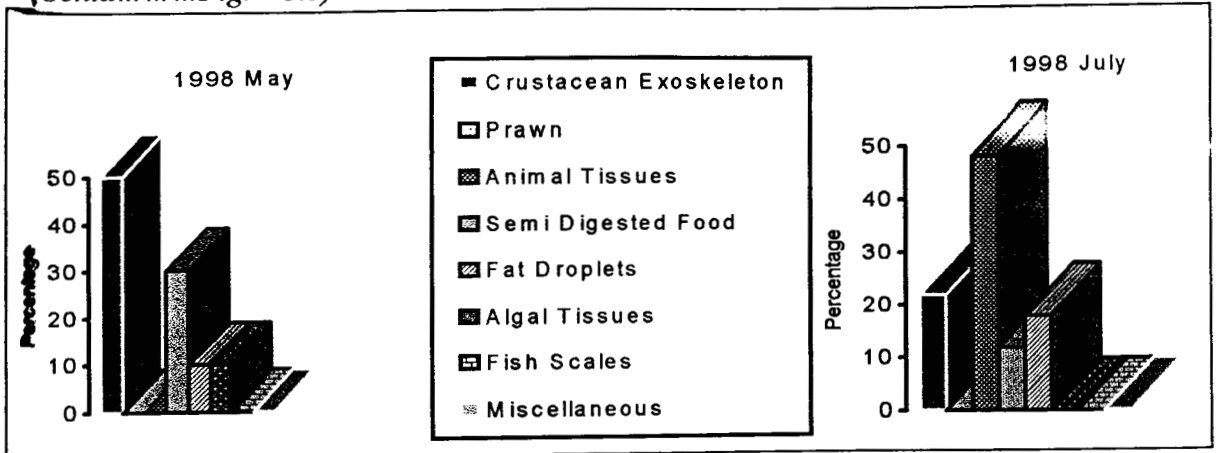 1998 May
Percentage
50
40
30
20
10
0
Crustacean Exoskeleton
Prawn
Animal Tissues
Semi Digested Food
Fat Droplets
Algal Tissues
Fish Scales
Miscellaneous
1998 July
Percentage
50
40
30
20
10
0